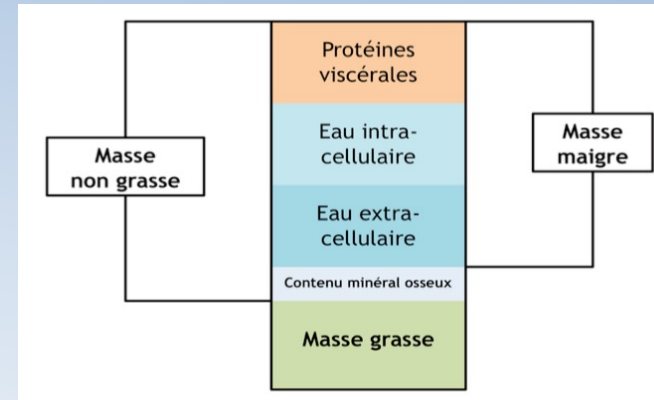 Protéines
viscérales
Eau intra-
cellulaire
Masse
non grasse
Masse
maigre
Eau extra-
cellulaire
Contenu minéral osseux
Masse grasse